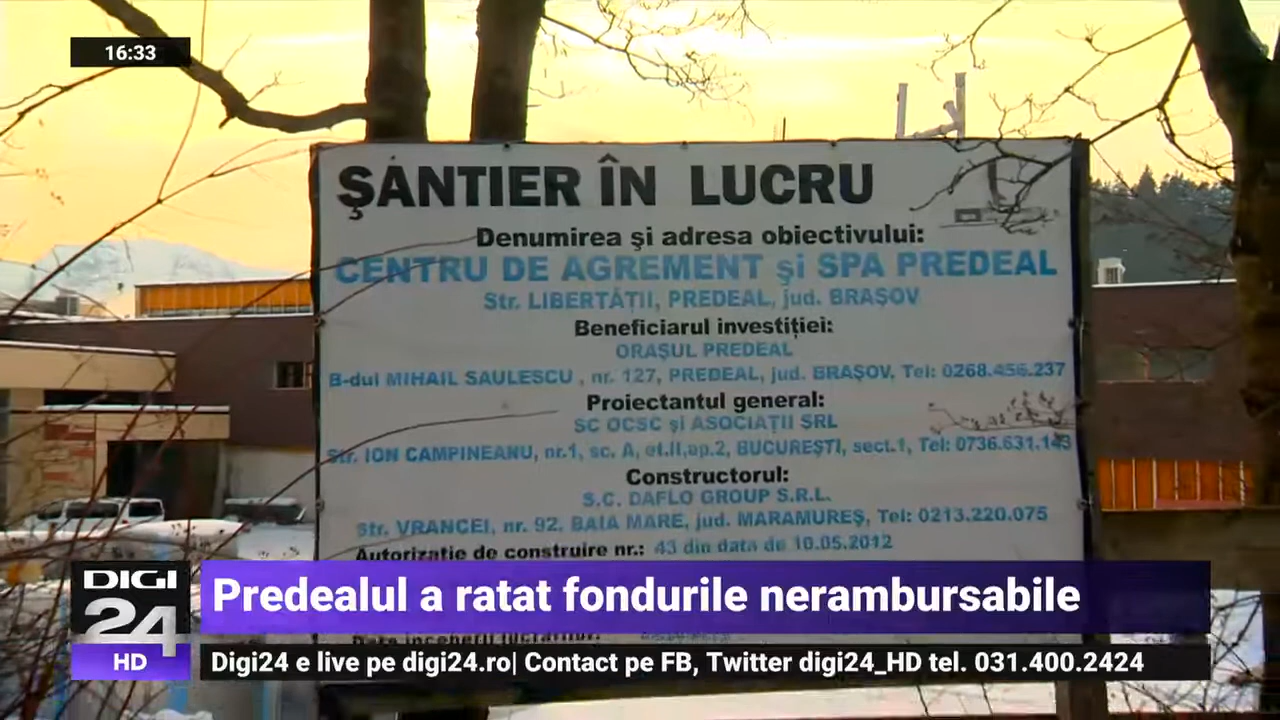 16:33
ŞANTIER ÎN LUCRU
Denumirea şi adresa obiectivului:
CENTRU DE AGREMENT şi SPA PREDEAL
Str. LIBERTĂŢII, PREDEAL, jud. BRAŞOV
Beneficiarul investiţiei:
ORAŞUL PREDEAL
B-dul MIHAIL SAULESCU , nr. 127, PREDEAL, jud. BRAŞOV, Tel: 0268.456.237
Proiectantul general:
SC OCSC şi ASOCIAŢII SRL
Str. ION CAMPINEANU, nr.1, sc. A, et.II,ap.2, BUCUREŞTI, sect.1, Tel: 0736.631.143
Constructorul:
S.C. DAFLO GROUP S.R.L.
Str. VRANCEI, nr. 92, BAIA MARE, jud. MARAMUREŞ, Tel: 0213.220.075
Autorizaţie de construire nr.: 43 din data de 10.05.2012
DIGI
24
HD
Predealul a ratat fondurile nerambursabile
Digi24 e live pe digi24.ro| Contact pe FB, Twitter digi24_HD tel. 031.400.2424